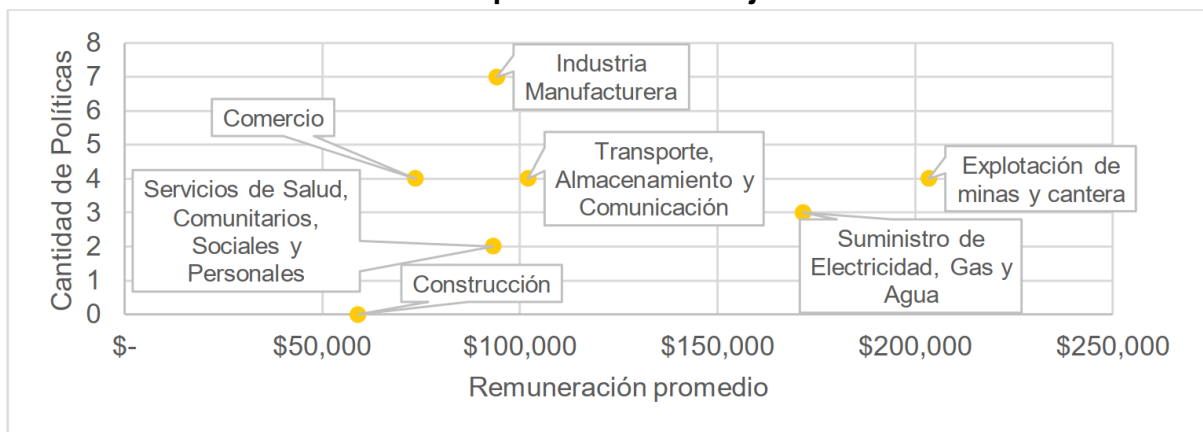 8
7
6
5
4
3
2
1
0
Cantidad de Políticas
Industria
Manufacturera
Comercio
Transporte,
Almacenamiento y
Comunicación
Explotación de
minas y cantera
Servicios de Salud,
Comunitarios,
Sociales y
Personales
Suministro de
Electricidad, Gas y
Agua
Construcción
$-
$50,000
$100,000
$150,000
$200,000
$250,000
Remuneración promedio